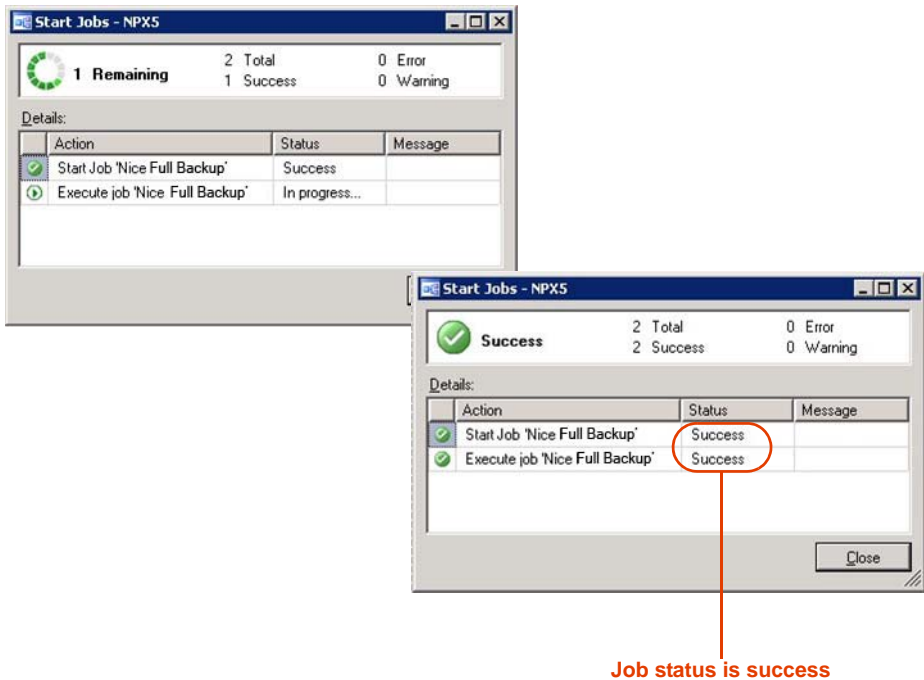 Start Jobs - NPX5
1 Remaining
2 Total
0 Error
1 Success
0 Warning
Details:
Action Status Message
Start Job 'Nice Full Backup'
Success
Execute job 'Nice Full Backup'
In progress...
Start Jobs - NPX5
Success
2 Total
0 Error
2 Success
0 Warning
Details:
Action Status Message
Start Job 'Nice Full Backup'
Success
Execute job 'Nice Full Backup'
Success
Close
Job status is success